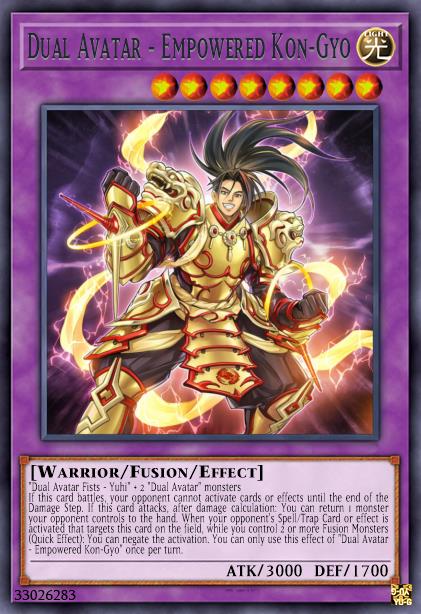 DUAL AVATAR - EMPOWERED KON-GYO
LIGHT
光
[WARRIOR/FUSION/EFFECT]
"Dual Avatar Fists - Yuhi" + 2 "Dual Avatar" monsters
If this card battles, your opponent cannot activate cards or effects until the end of the
Damage Step. If this card attacks, after damage calculation: You can return 1 monster
your opponent controls to the hand. When your opponent's Spell/Trap Card or effect is
activated that targets this card on the field, while you control 2 or more Fusion Monsters
(Quick Effect): You can negate the activation. You can only use this effect of "Dual Avatar
- Empowered Kon-Gyo" once per turn.
ATK/3000 DEF/1700
33026283